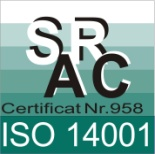 SR
AC
Certificat Nr.958
ISO 14001